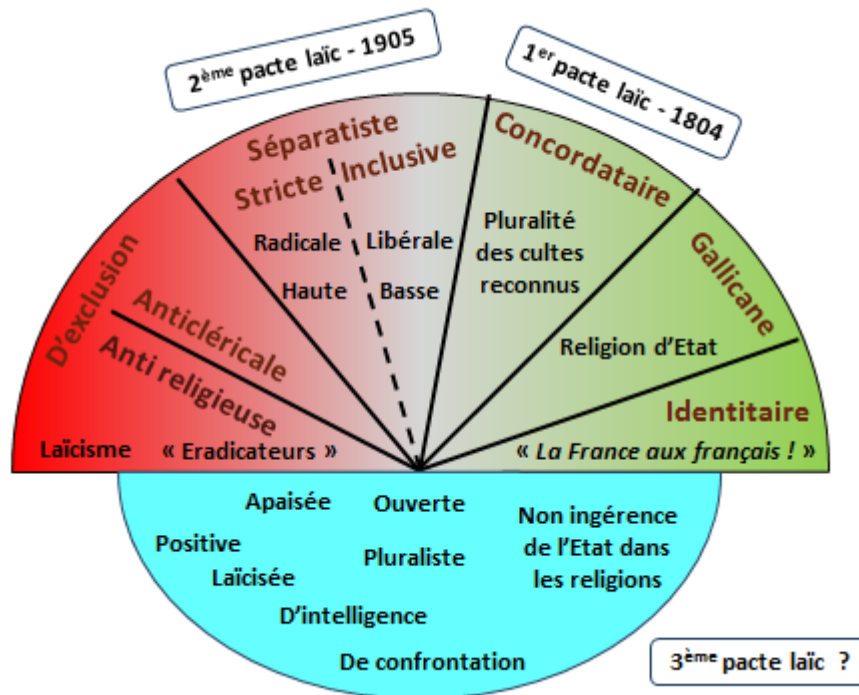 2ème pacte laïc - 1905
1er pacte laïc - 1804
Séparatiste
Stricte
Inclusive
Concordataire
Radicale
Libérale
Haute
Basse
Pluralité
des cultes
reconnus
Gallicane
D'exclusion
Anticléricale
Anti religieuse
Religion d'Etat
Identitaire
Laïcisme
« Eradicateurs »
« La France aux français ! »
Apaisée
Ouverte
Positive
Pluraliste
Laïcisée
Non ingérence
de l'Etat dans
les religions
D'intelligence
De confrontation
3ème pacte laïc ?